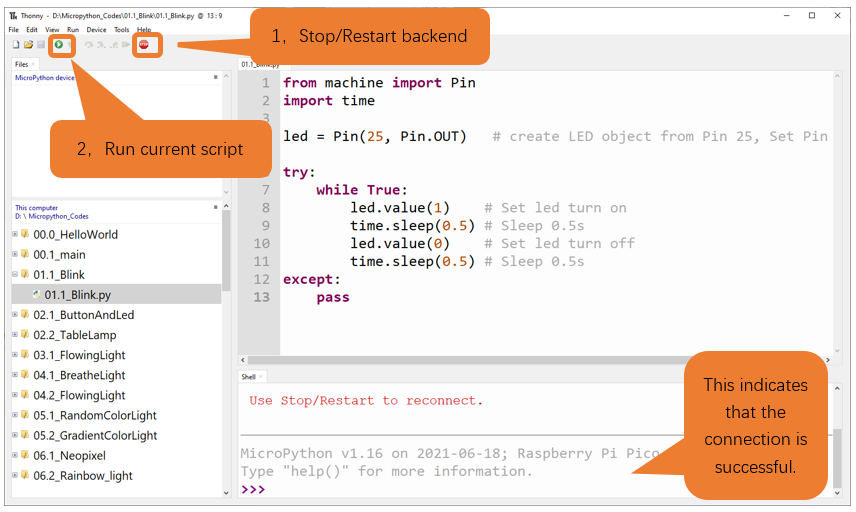 Thonny - D:\Micropython_Codes\01.1_Blink\01.1_Blink.py @ 13 : 9
File Edit View Run Device Tools Help
1，Stop/Restart backend
2，Run current script
Files
MicroPython device
This computer
D: \ Micropython_Codes
00.0_HelloWorld
00.1_main
01.1_Blink
01.1_Blink.py
02.1_ButtonAndLed
02.2_TableLamp
03.1_FlowingLight
04.1_BreatheLight
04.2_FlowingLight
05.1_RandomColorLight
05.2_GradientColorLight
06.1_Neopixel
06.2_Rainbow_light
01.1_Blink.py
1 from machine import Pin
2 import time
3
led = Pin(25, Pin.OUT) # create LED object from Pin 25, Set Pin
try:
7 while True:
8 led.value(1) # Set led turn on
9 time.sleep(0.5) # Sleep 0.5s
10 led.value(0) # Set led turn off
11 time.sleep(0.5) # Sleep 0.5s
12 except:
13 pass
Shell
Use Stop/Restart to reconnect.
MicroPython v1.16 on 2021-06-18; Raspberry Pi Pico
Type "help()" for more information.
>>>
This indicates
that the
connection is
successful.